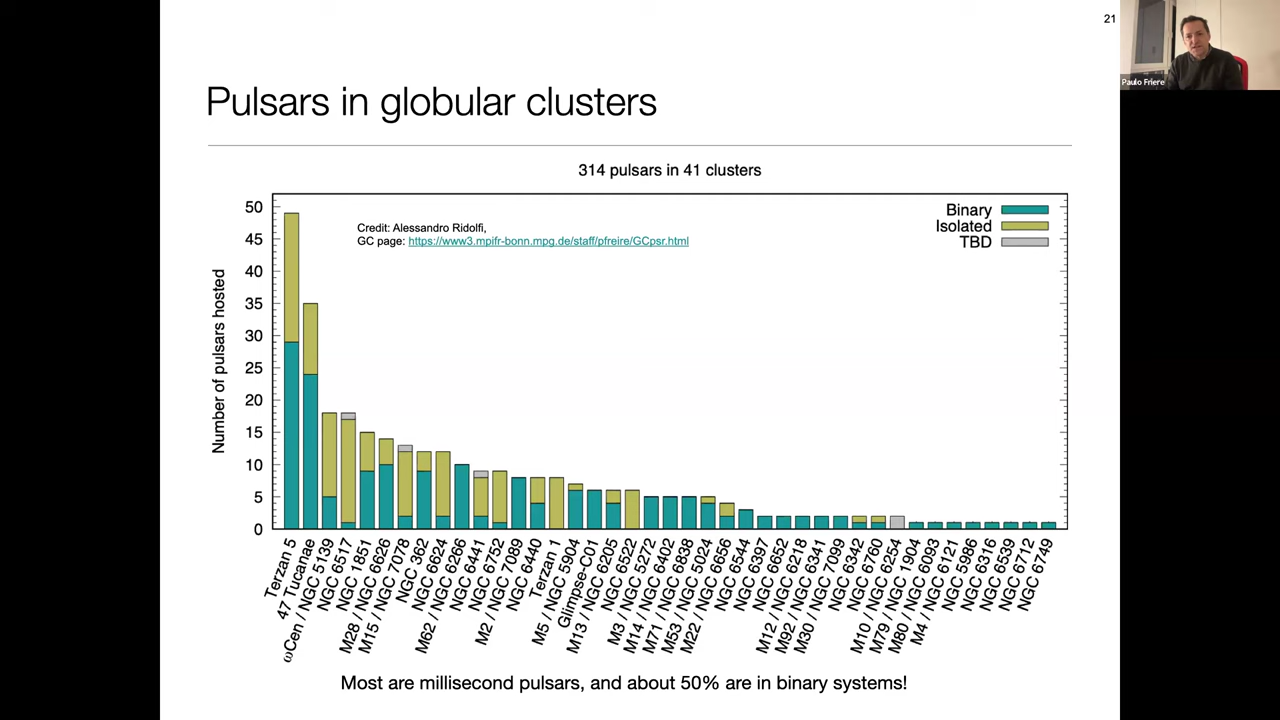 21
Paulo Friere
Pulsars in globular clusters
314 pulsars in 41 clusters
Credit: Alessandro Ridolfi,
GC page: https://www3.mpifr-bonn.mpg.de/staff/pfreire/GCpsr.html
Binary
Isolated
TBD
Number of pulsars hosted
50
45
40
35
30
25
20
15
10
5
0
Terzan 5
47 Tucanae
ωCen / NGC 5139
NGC 6517
NGC 1851
M28 / NGC 6626
M15 / NGC 7078
NGC 362
NGC 6624
M62 / NGC 6266
NGC 6441
NGC 6752
M2 / NGC 7089
NGC 6440
Terzan 1
M5 / NGC 5904
Glimpse-C01
M13 / NGC 6205
NGC 6522
M3 / NGC 5272
M14 / NGC 6402
M71 / NGC 6838
M53 / NGC 5024
M22 / NGC 6656
NGC 6544
NGC 6397
NGC 6652
M12 / NGC 6218
M92 / NGC 6341
M30 / NGC 7099
NGC 6342
NGC 6760
M10 / NGC 6254
M79 / NGC 1904
M80 / NGC 6093
M4 / NGC 6121
NGC 5986
NGC 6316
NGC 6539
NGC 6712
NGC 6749
Most are millisecond pulsars, and about 50% are in binary systems!